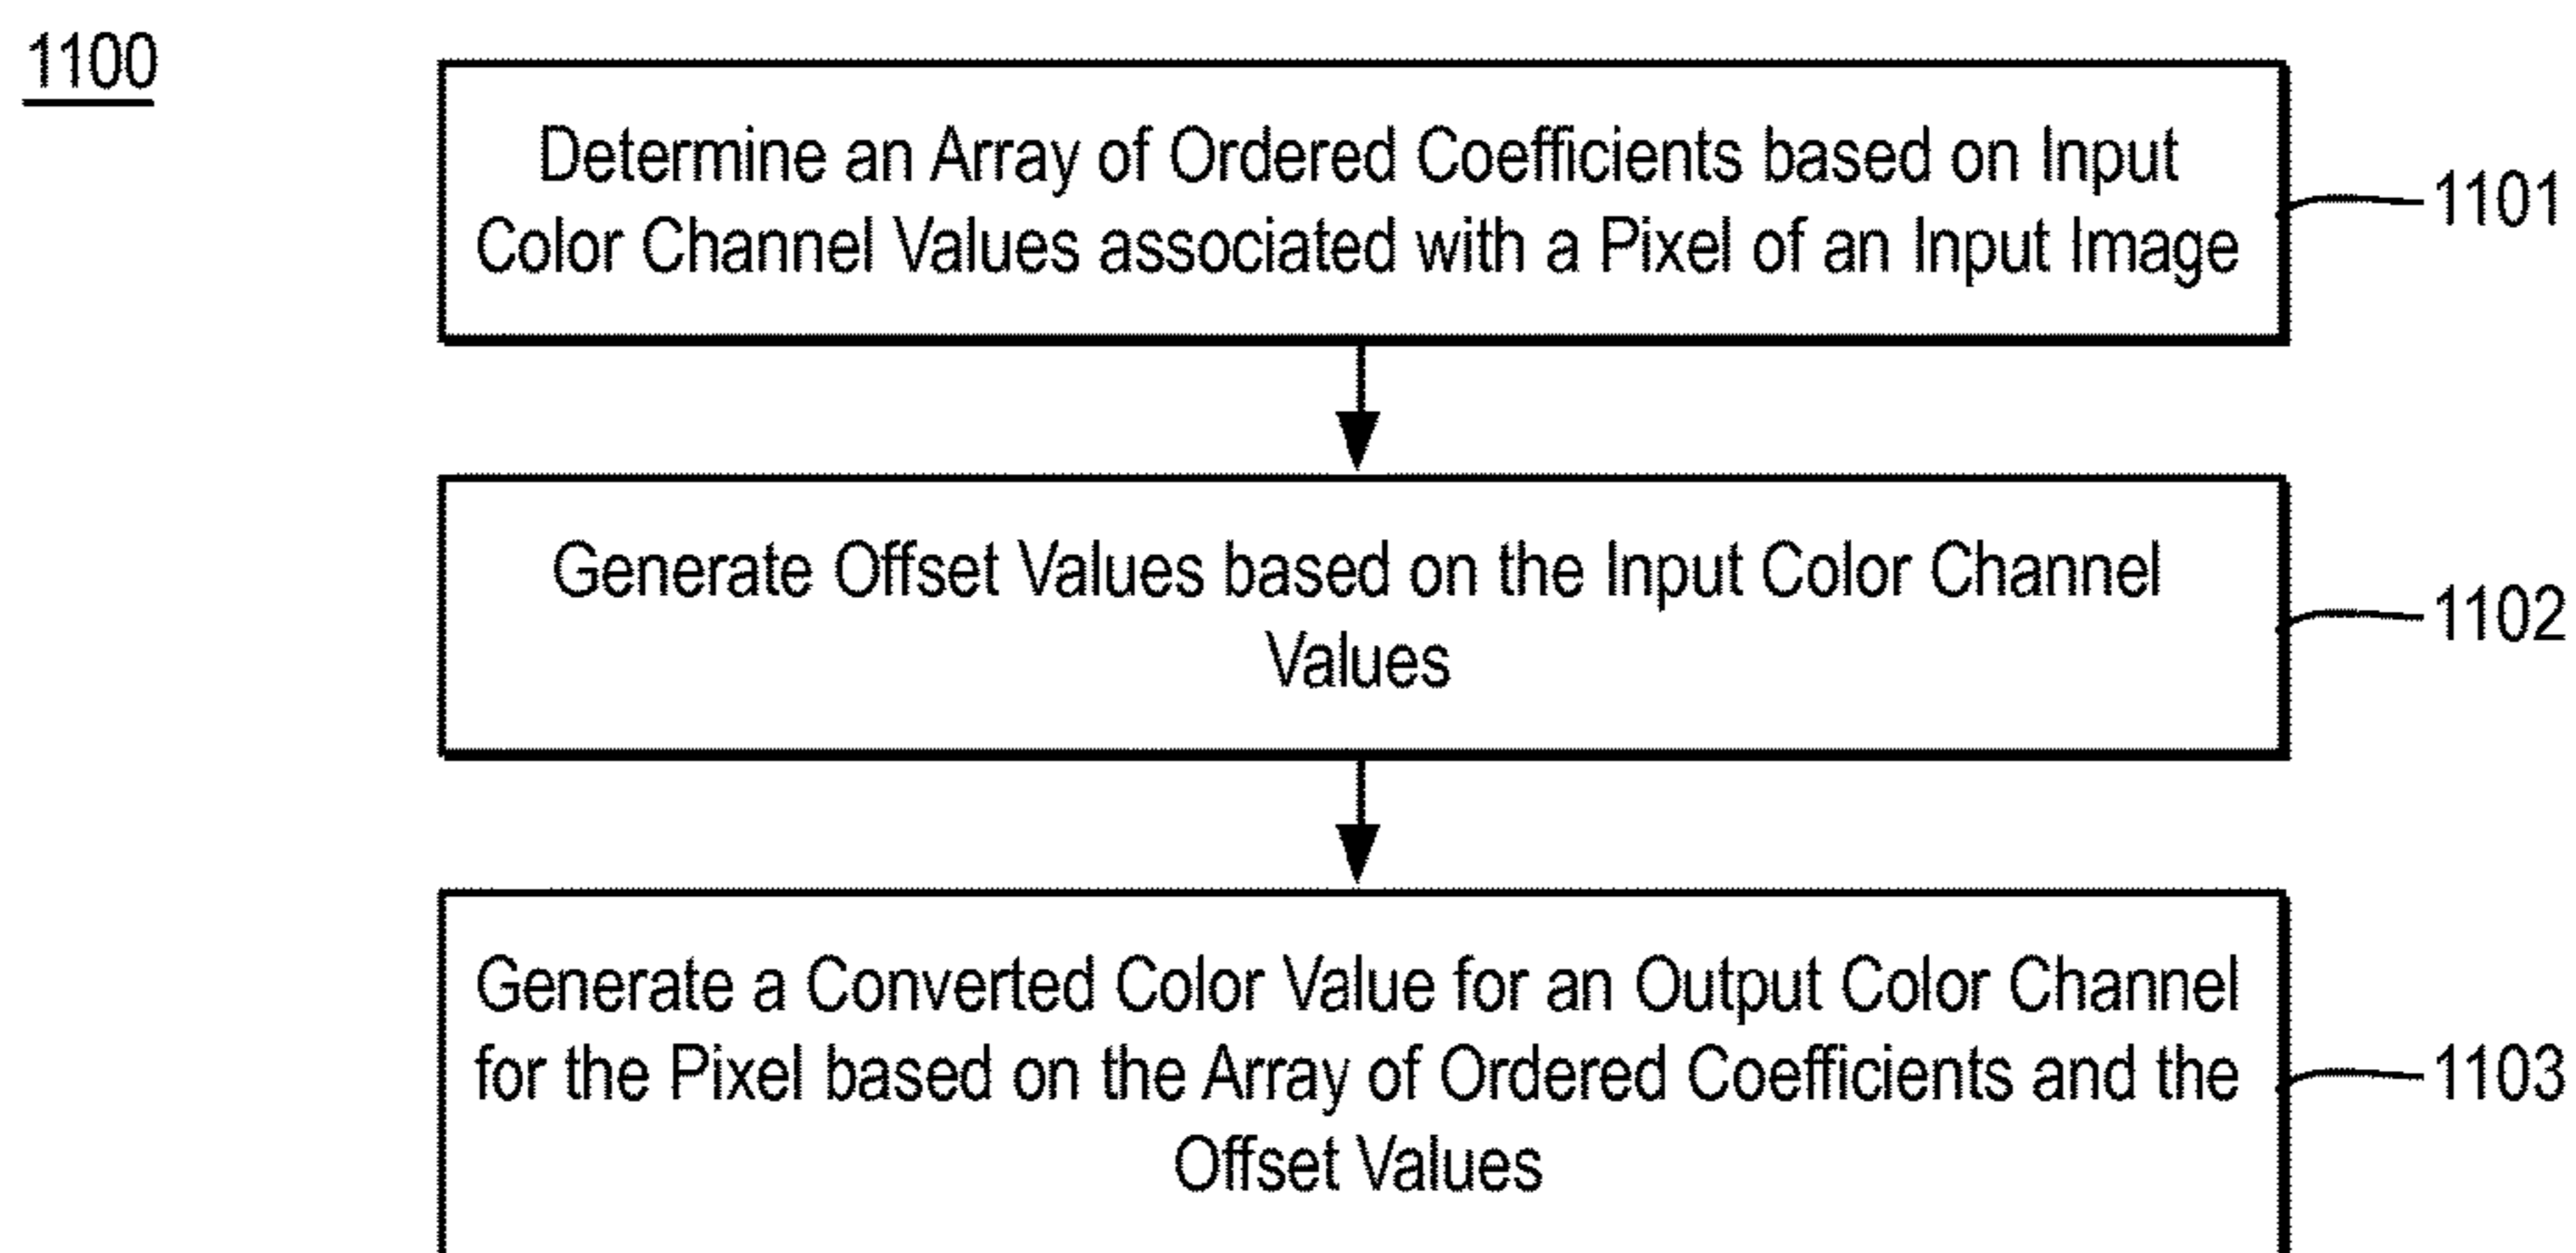 1100
Determine an Array of Ordered Coefficients based on Input
Color Channel Values associated with a Pixel of an Input Image
1101
Generate Offset Values based on the Input Color Channel
Values
1102
Generate a Converted Color Value for an Output Color Channel
for the Pixel based on the Array of Ordered Coefficients and the
Offset Values
1103